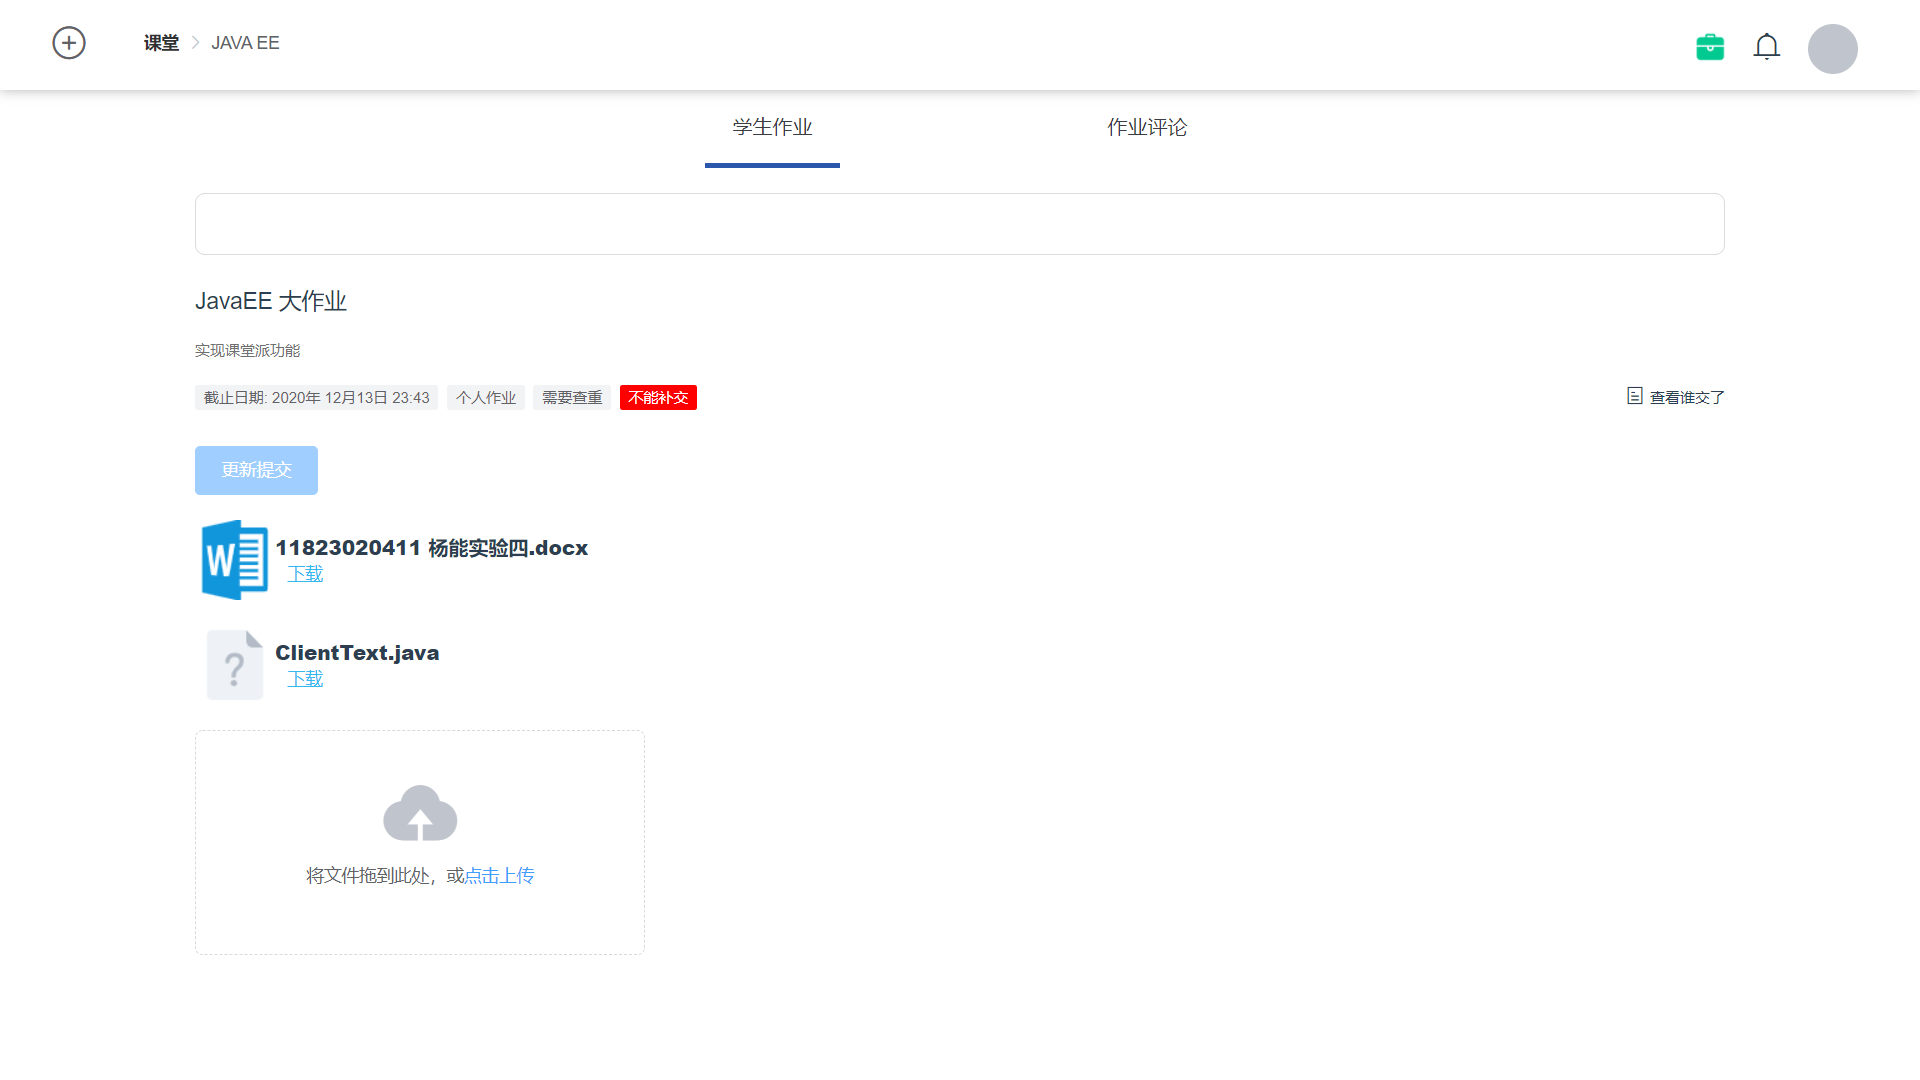 课堂 > JAVA EE
学生作业 作业评论
JavaEE 大作业
实现课堂派功能
截止日期: 2020年 12月13日 23:43 个人作业 需要查重 不能补交 查看谁交了
更新提交
11823020411 杨能实验四.docx
下载
ClientText.java
下载
将文件拖到此处，或点击上传